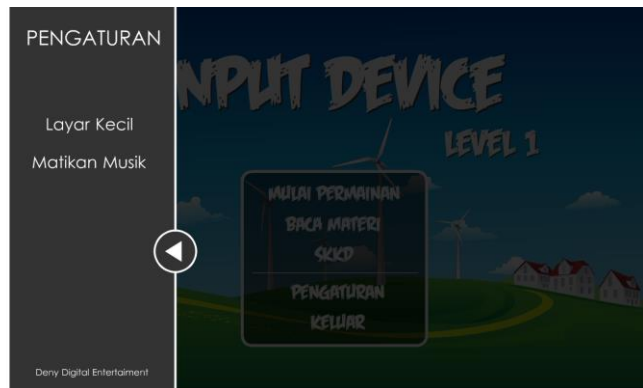 PENGATURAN
Layar Kecil
Matikan Musik
Deny Digital Entertaiment
NPUT DEVICE
LEVEL 1
MULAI PERMAINAN
BACA MATERI
SKKD
PENGATURAN
KELUAR